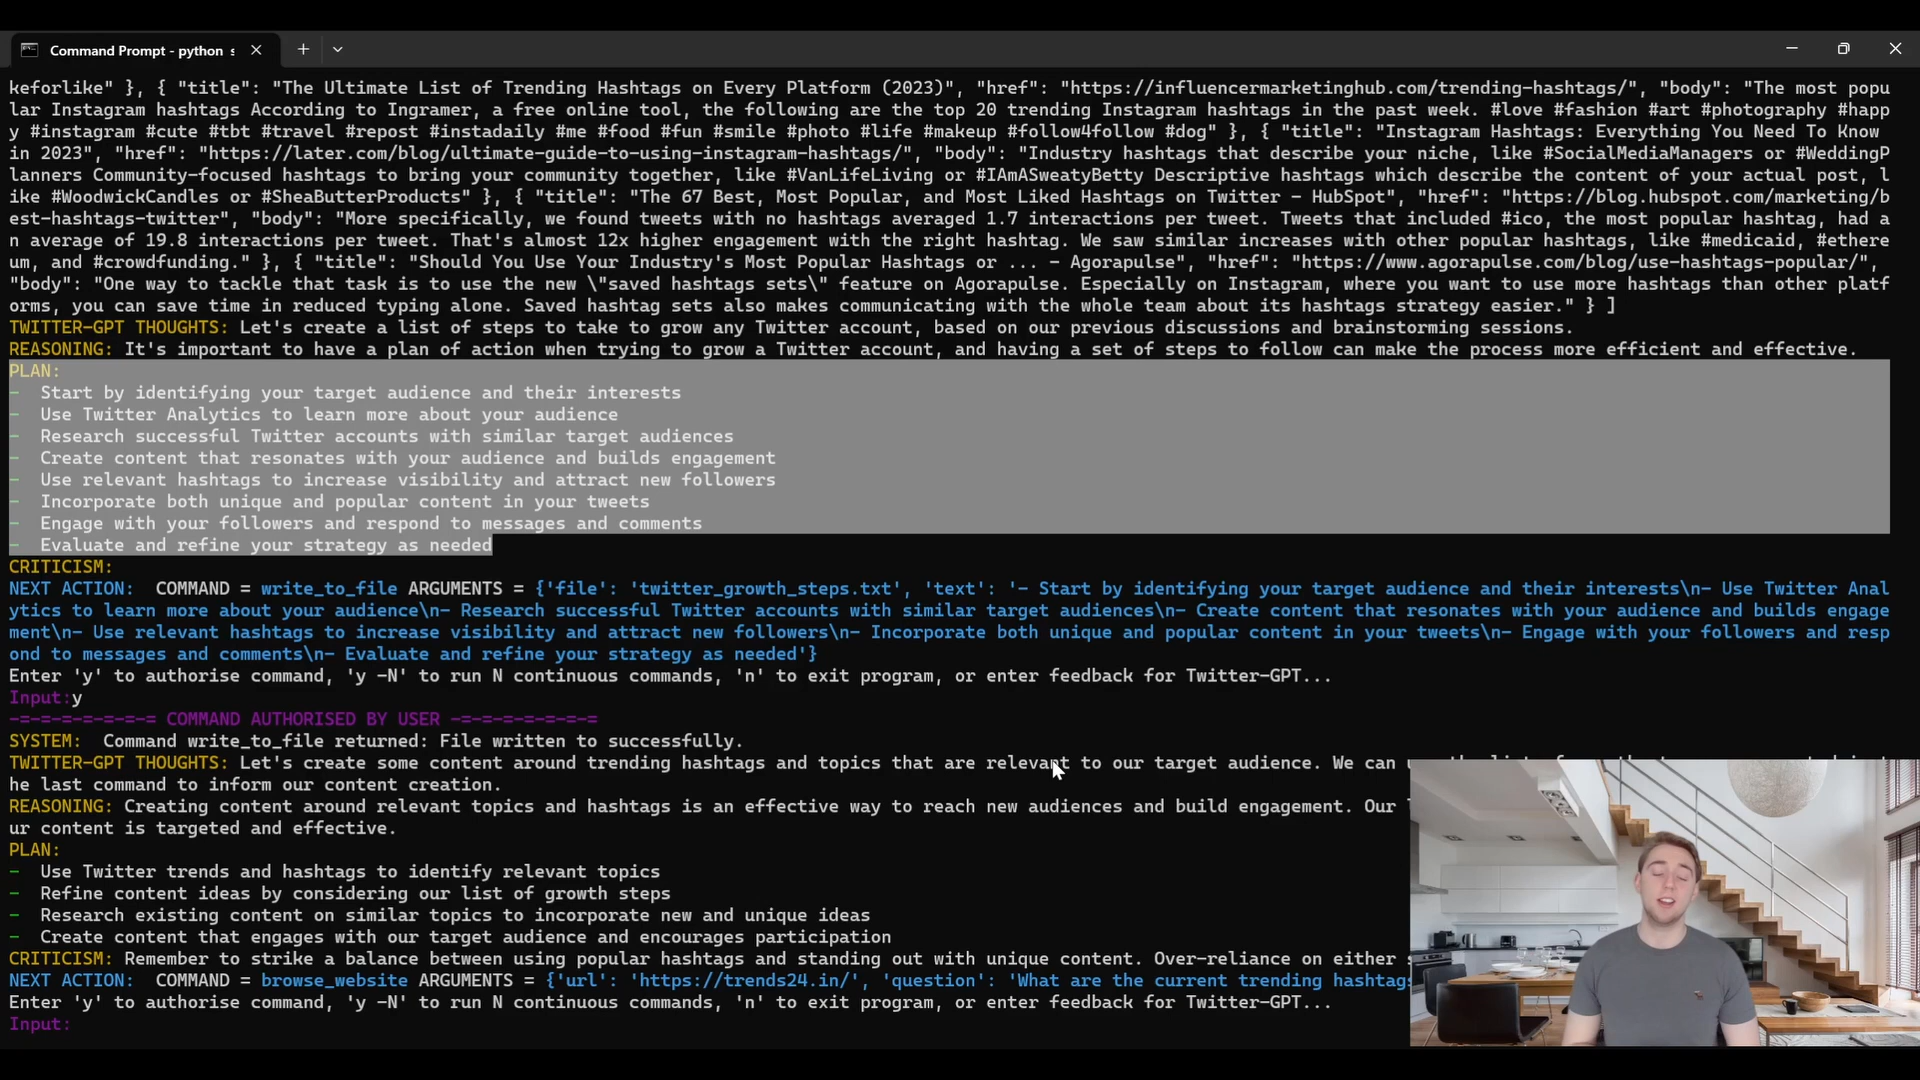 Command Prompt - python s
keforlike" }, { "title": "The Ultimate List of Trending Hashtags on Every Platform (2023)", "href": "https://influencermarketinghub.com/trending-hashtags/", "body": "The most popu
lar Instagram hashtags According to Ingramer, a free online tool, the following are the top 20 trending Instagram hashtags in the past week. #love #fashion #art #photography #happ
y #instagram #cute #tbt #travel #repost #instadaily #me #food #fun #smile #photo #life #makeup #follow4follow #dog" }, { "title": "Instagram Hashtags: Everything You Need To Know
in 2023", "href": "https://later.com/blog/ultimate-guide-to-using-instagram-hashtags/", "body": "Industry hashtags that describe your niche, like #SocialMediaManagers or #WeddingP
lanners Community-focused hashtags to bring your community together, like #VanLifeLiving or #IAmASweatyBetty Descriptive hashtags which describe the content of your actual post, l
ike #WoodwickCandles or #SheaButterProducts" }, { "title": "The 67 Best, Most Popular, and Most Liked Hashtags on Twitter - HubSpot", "href": "https://blog.hubspot.com/marketing/b
est-hashtags-twitter", "body": "More specifically, we found tweets with no hashtags averaged 1.7 interactions per tweet. Tweets that included #ico, the most popular hashtag, had a
n average of 19.8 interactions per tweet. That's almost 12x higher engagement with the right hashtag. We saw similar increases with other popular hashtags, like #medicaid, #ethere
um, and #crowdfunding." }, { "title": "Should You Use Your Industry's Most Popular Hashtags or ... - Agorapulse", "href": "https://www.agorapulse.com/blog/use-hashtags-popular/",
"body": "One way to tackle that task is to use the new \"saved hashtags sets\" feature on Agorapulse. Especially on Instagram, where you want to use more hashtags than other platf
orms, you can save time in reduced typing alone. Saved hashtag sets also makes communicating with the whole team about its hashtags strategy easier." } ]
TWITTER-GPT THOUGHTS: Let's create a list of steps to take to grow any Twitter account, based on our previous discussions and brainstorming sessions.
REASONING: It's important to have a plan of action when trying to grow a Twitter account, and having a set of steps to follow can make the process more efficient and effective.
PLAN:
- Start by identifying your target audience and their interests
- Use Twitter Analytics to learn more about your audience
- Research successful Twitter accounts with similar target audiences
- Create content that resonates with your audience and builds engagement
- Use relevant hashtags to increase visibility and attract new followers
- Incorporate both unique and popular content in your tweets
- Engage with your followers and respond to messages and comments
- Evaluate and refine your strategy as needed
CRITICISM:
NEXT ACTION: COMMAND = write_to_file ARGUMENTS = {'file': 'twitter_growth_steps.txt', 'text': '- Start by identifying your target audience and their interests\n- Use Twitter Anal
ytics to learn more about your audience\n- Research successful Twitter accounts with similar target audiences\n- Create content that resonates with your audience and builds engage
ment\n- Use relevant hashtags to increase visibility and attract new followers\n- Incorporate both unique and popular content in your tweets\n- Engage with your followers and resp
ond to messages and comments\n- Evaluate and refine your strategy as needed'}
Enter 'y' to authorise command, 'y -N' to run N continuous commands, 'n' to exit program, or enter feedback for Twitter-GPT...
Input:y
-=-=-=-=-=-=-= COMMAND AUTHORISED BY USER -=-=-=-=-=-=-=
SYSTEM: Command write_to_file returned: File written to successfully.
TWITTER-GPT THOUGHTS: Let's create some content around trending hashtags and topics that are relevant to our target audience. We can
he last command to inform our content creation.
REASONING: Creating content around relevant topics and hashtags is an effective way to reach new audiences and build engagement. Our
ur content is targeted and effective.
PLAN:
- Use Twitter trends and hashtags to identify relevant topics
- Refine content ideas by considering our list of growth steps
- Research existing content on similar topics to incorporate new and unique ideas
- Create content that engages with our target audience and encourages participation
CRITICISM: Remember to strike a balance between using popular hashtags and standing out with unique content. Over-reliance on either
NEXT ACTION: COMMAND = browse_website ARGUMENTS = {'url': 'https://trends24.in/', 'question': 'What are the current trending hashtags
Enter 'y' to authorise command, 'y -N' to run N continuous commands, 'n' to exit program, or enter feedback for Twitter-GPT...
Input: